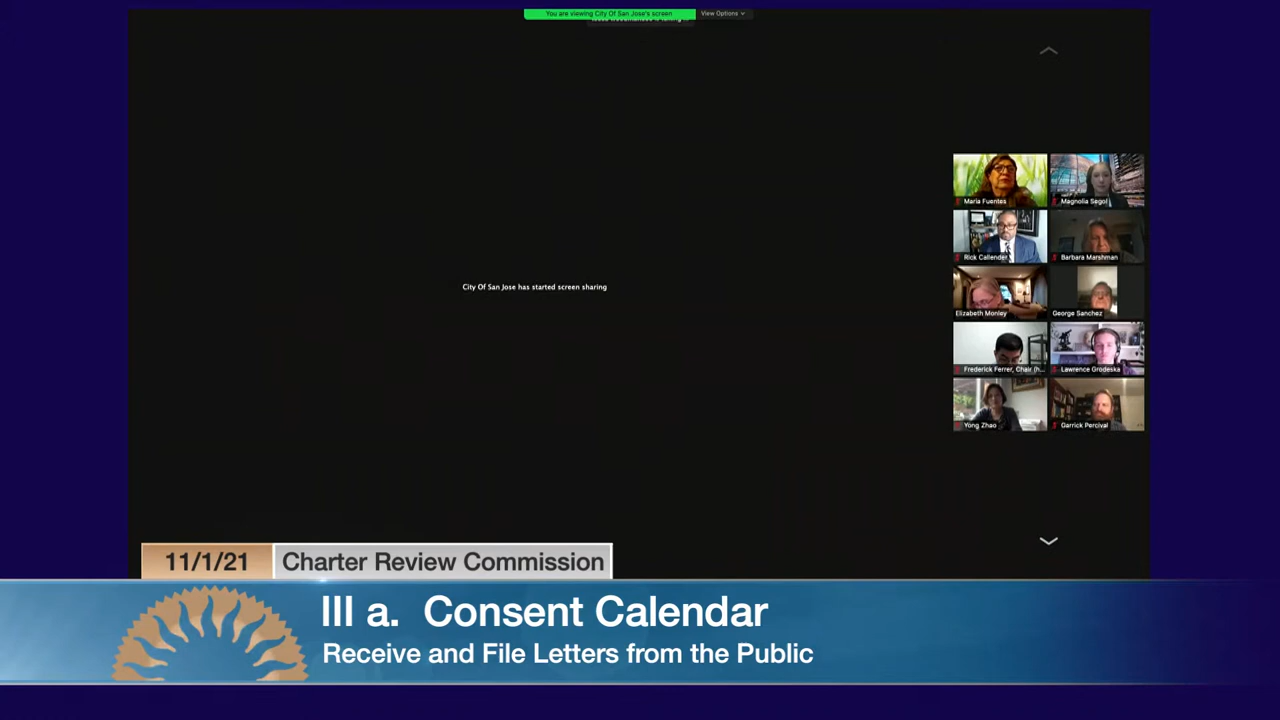 You are viewing City Of San Jose's screen
View Options
Maria Fuentes
Magnolia Segol
Rick Callender
Barbara Marshman
City Of San Jose has started screen sharing
Elizabeth Monley
George Sanchez
Frederick Ferrer, Chair (h...
Lawrence Grodeska
Yong Zhao
Garrick Percival
11/1/21
Charter Review Commission
III a. Consent Calendar
Receive and File Letters from the Public